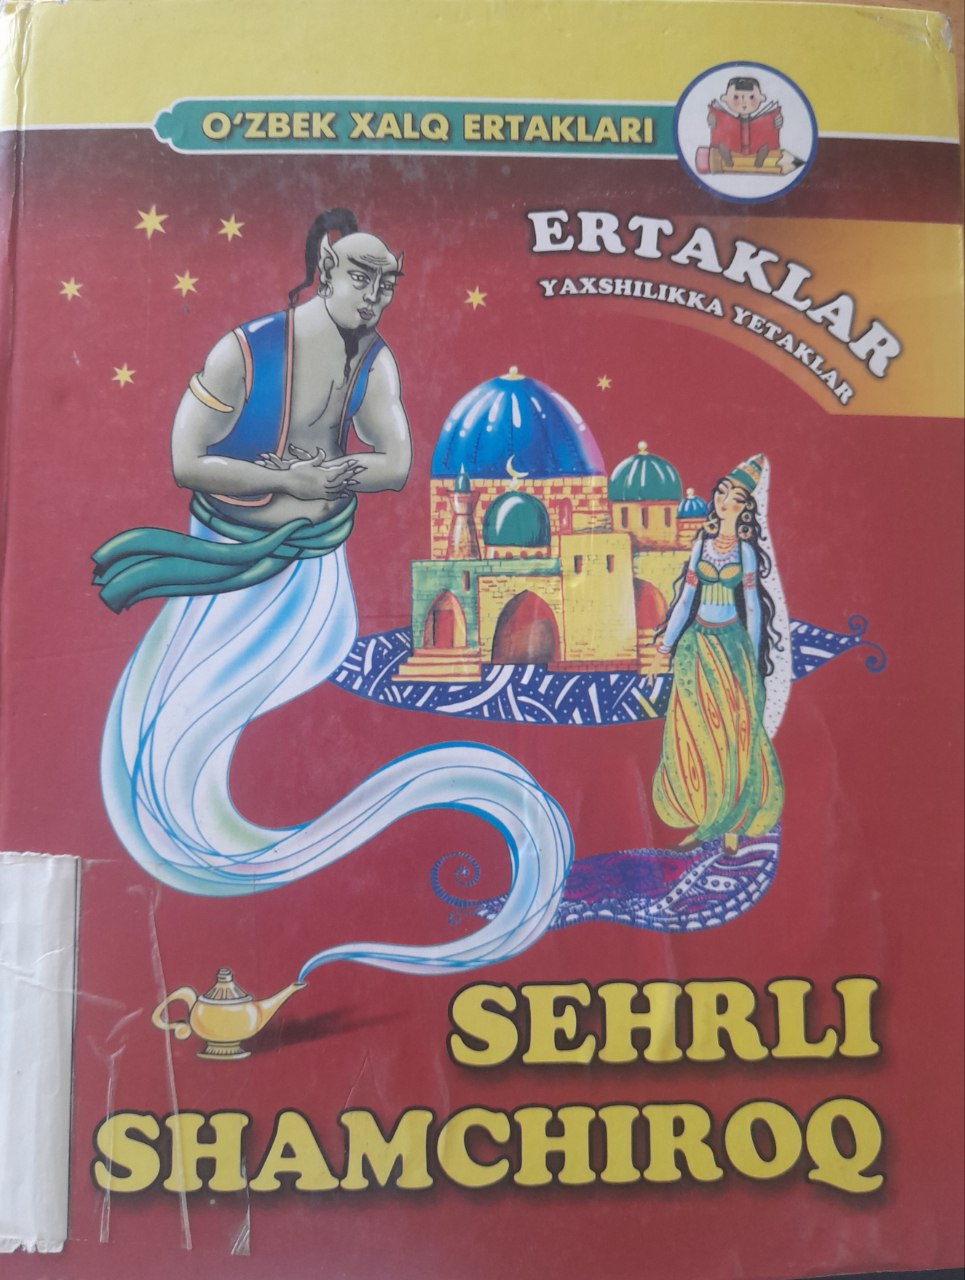 O‘ZBEK XALQ ERTAKLARI
ERTAKLAR
YAXSHILIKKA YETAKLAR
SEHRLI
SHAMCHIROQ